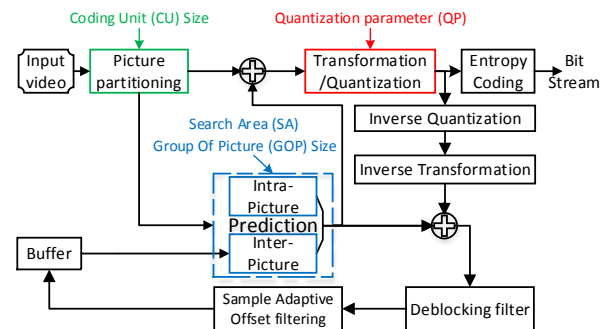 Coding Unit (CU) Size
Quantization parameter (QP)
Input
video
Picture
partitioning
Transformation
/Quantization
Entropy
Coding
Bit
Stream
Inverse Quantization
Search Area (SA)
Group Of Picture (GOP) Size
Inverse Transformation
Intra-
Picture
Prediction
Inter-
Picture
Buffer
Sample Adaptive
Offset filtering
Deblocking filter